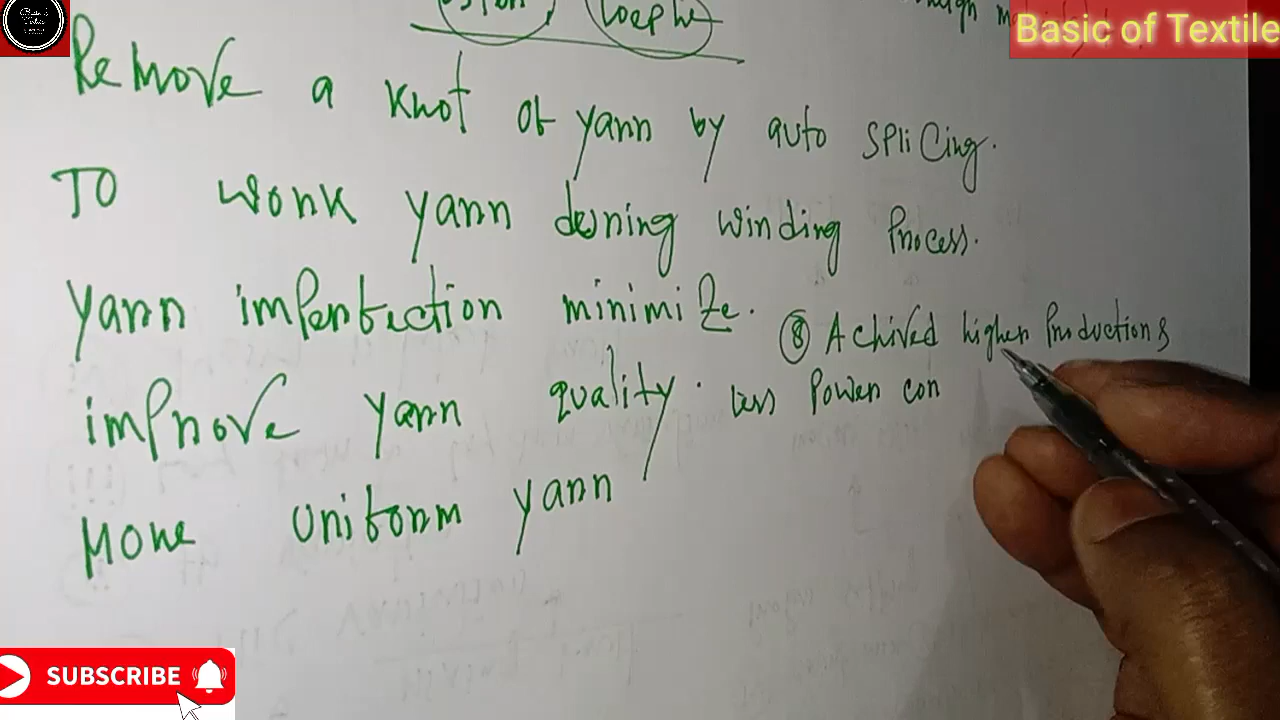 Basic of Textile
Remove a knot of yarn by auto splicing.
To work yarn during winding process.
yarn imperfection minimize.
⑧ Achived higher production &
improve yarn quality. less power con
More uniform yarn
SUBSCRIBE